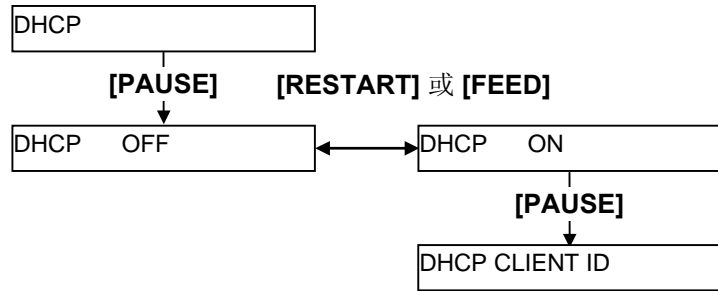 DHCP
[PAUSE] [RESTART] 或 [FEED]
DHCP OFF DHCP ON
[PAUSE]
DHCP CLIENT ID